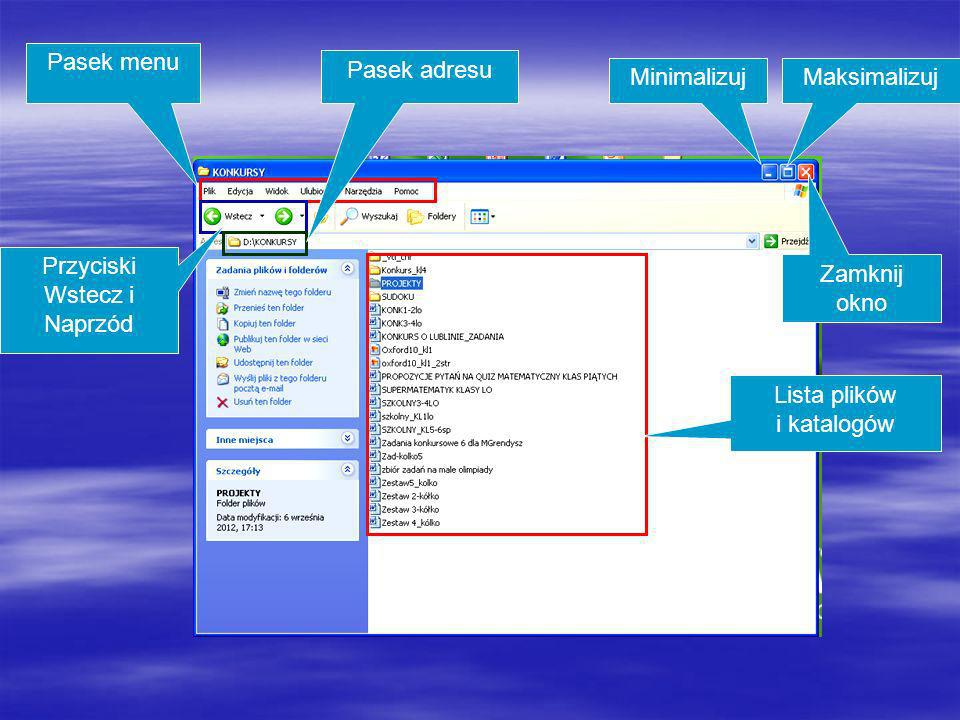 Pasek menu
Pasek adresu
Minimalizuj
Maksimalizuj
KONKURSY
Plik Edycja Widok Narzędzia Pomoc
Wstecz Wyszukaj Foldery
D:\KONKURSY Przejdź
Przyciski
Wstecz i
Naprzód
Zamknij
okno
Lista plików
i katalogów
Zadania plików i folderów
Zmień nazwę tego folderu
Przenieś ten folder
Kopiuj ten folder
Publikuj ten folder w sieci
Web
Udostępnij ten folder
Wyślij pliki z tego folderu
pocztą e-mail
Usuń ten folder
Inne miejsca
Szczegóły
PROJEKTY
Folder plików
Data modyfikacji: 6 września
2012, 17:13
Konkurs_kl4
PROJEKTY
SUDOKU
KONK1-2lo
KONK3-4lo
KONKURS O LUBLINIE_ZADANIA
Oxford10_kl1
oxford10_kl1_2str
PROPOZYCJE PYTAŃ NA QUIZ MATEMATYCZNY KLAS PIĄTYCH
SUPERMATEMATYK KLASY LO
SZKOLNY3-4LO
szkolny_KL1lo
SZKOLNY_KL5-6sp
Zadania konkursowe 6 dla MGrendysz
Zad-kolko5
zbiór zadań na male olimpiady
Zestaw5_kolko
Zestaw 2-kółko
Zestaw 3-kółko
Zestaw 4_kólko